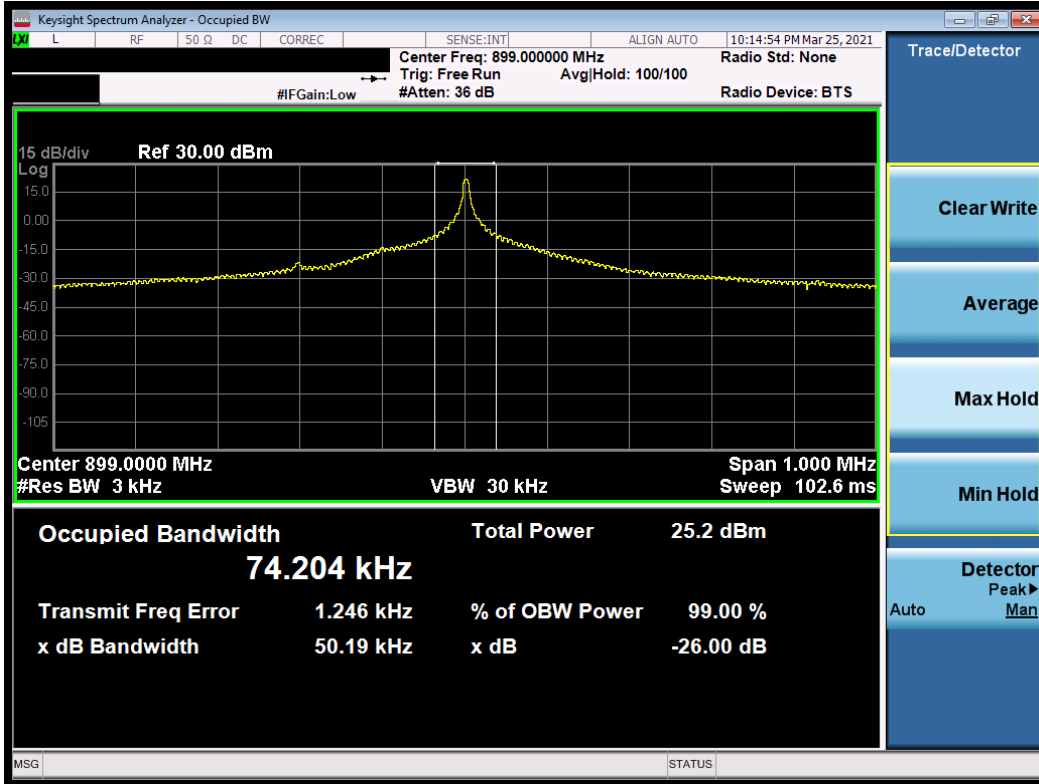 Keysight Spectrum Analyzer - Occupied BW
LXI L RF 50 Ω DC CORREC SENSE:INT ALIGN AUTO 10:14:54 PM Mar 25, 2021
Center Freq: 899.000000 MHz Radio Std: None
Trig: Free Run Avg|Hold: 100/100
#IFGain:Low #Atten: 36 dB Radio Device: BTS
Trace/Detector
15 dB/div Ref 30.00 dBm
Log
15.0
0.00
-15.0
-30.0
-45.0
-60.0
-75.0
-90.0
-105
Center 899.0000 MHz Span 1.000 MHz
#Res BW 3 kHz VBW 30 kHz Sweep 102.6 ms
Occupied Bandwidth Total Power 25.2 dBm
74.204 kHz
Transmit Freq Error 1.246 kHz % of OBW Power 99.00 %
x dB Bandwidth 50.19 kHz x dB -26.00 dB
Clear Write
Average
Max Hold
Min Hold
Detector
Peak▶
Auto Man
MSG STATUS